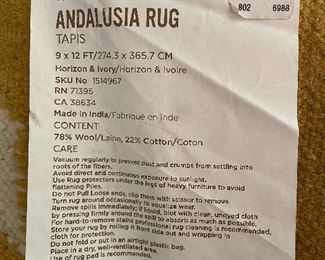 802 6988
ANDALUSIA RUG
TAPIS
9 x 12 FT/274.3 x 365.7 CM
Horizon & Ivory/Horizon & Ivoire
SKU No 1514967
RN 71395
CA 38634
Made in India/Fabrique en Inde
CONTENT
78% Wool/Laine, 22% Cotton/Coton
CARE
Vacuum regularly to prevent dust and crumbs from settling into
roots of the fibers.
Avoid direct and continuous exposure to sunlight.
Use Rug protectors under the legs of heavy furniture to avoid
flattening Piles.
Do not Pull Loose ends, clip them with scissor to remove.
Turn rug around occasionally to equalize wear.
Remove spills immediately; if liquid, blot with clean, uneved cloth
by pressing firmly around the spill to absorb as much as possible.
For hard-to-remove stains professional rug cleaning is recommended.
Store your rug by rolling it front side out and wrapping in
cloth for protection.
Do not fold or put in an airtight plastic bag.
Place in a dry, well-ventilated area.
Use of rug pad is recommended.